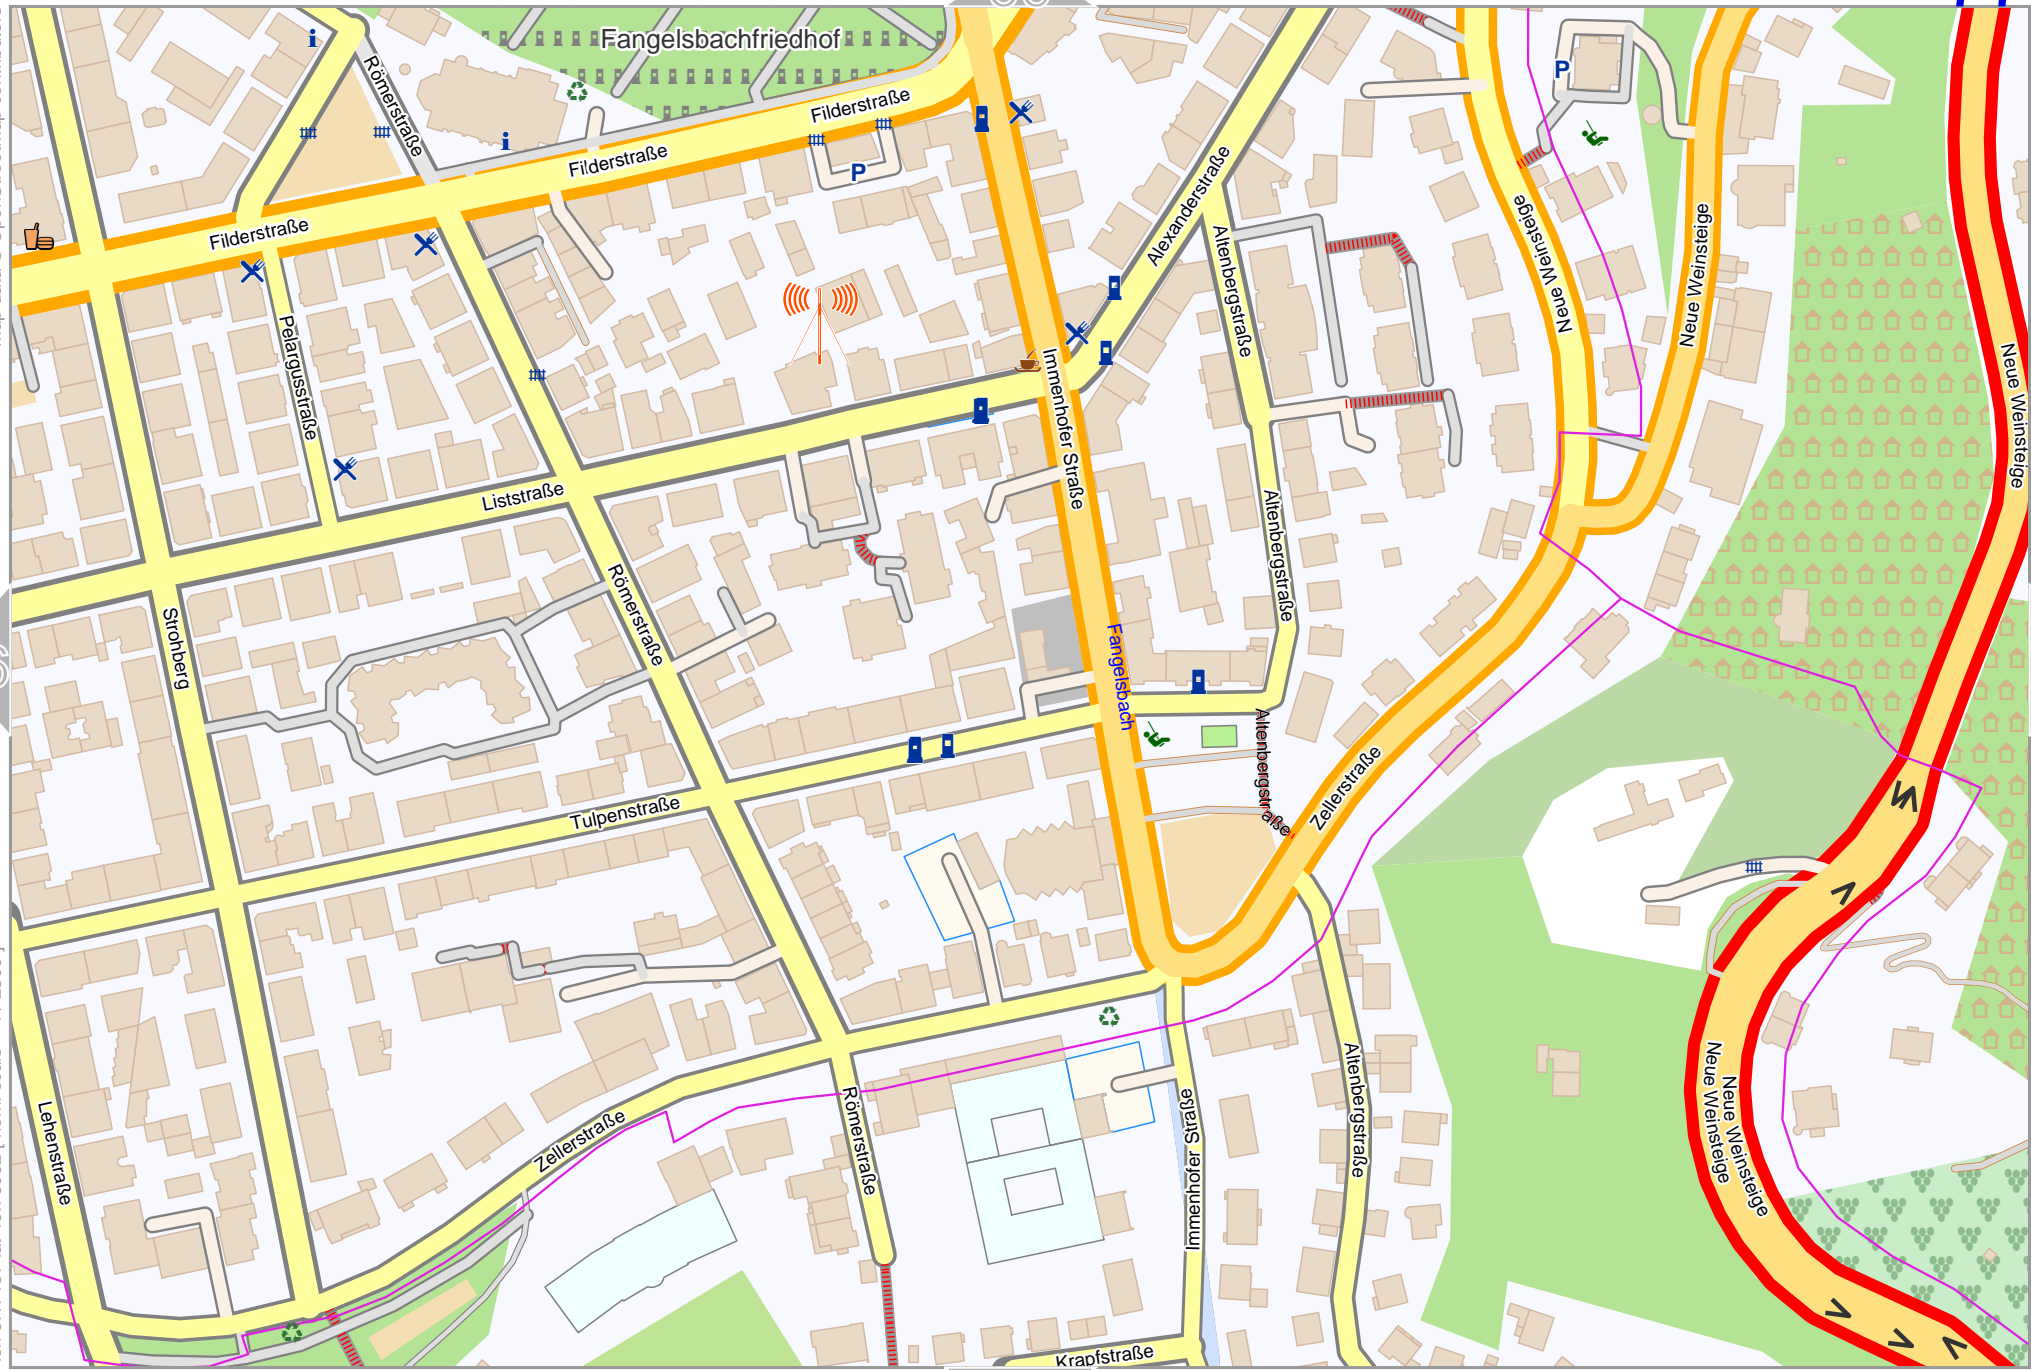 Fangelsbachfriedhof
Römerstraße
Filderstraße
Filderstraße
Filderstraße
P
P
i
i
Alexanderstraße
Altenbergstraße
Neue Weinsteige
Neue Weinsteige
Neue Weinsteige
Pelargusstraße
Immenhofer Straße
Liststraße
Altenbergstraße
Römerstraße
Strohberg
Fangelsbach
Altenbergstraße
Zellerstraße
Tulpenstraße
Lehenstraße
Zellerstraße
Römerstraße
Immenhofer Straße
Altenbergstraße
Neue Weinsteige
Neue Weinsteige
Krapfstraße